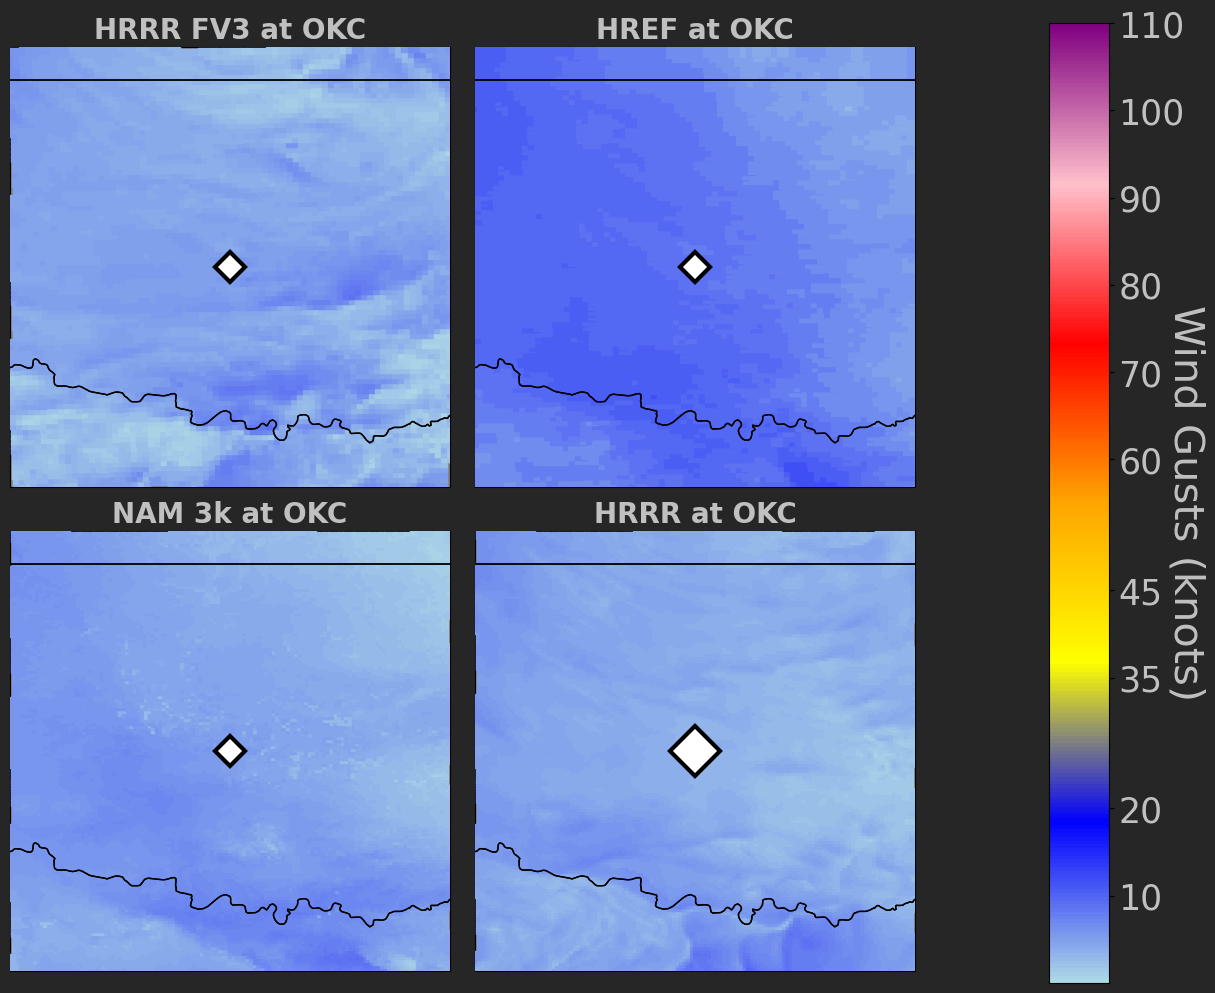 HRRR FV3 at OKC
HREF at OKC
NAM 3k at OKC
HRRR at OKC
110
100
90
80
70
60
45
35
20
10
Wind Gusts (knots)